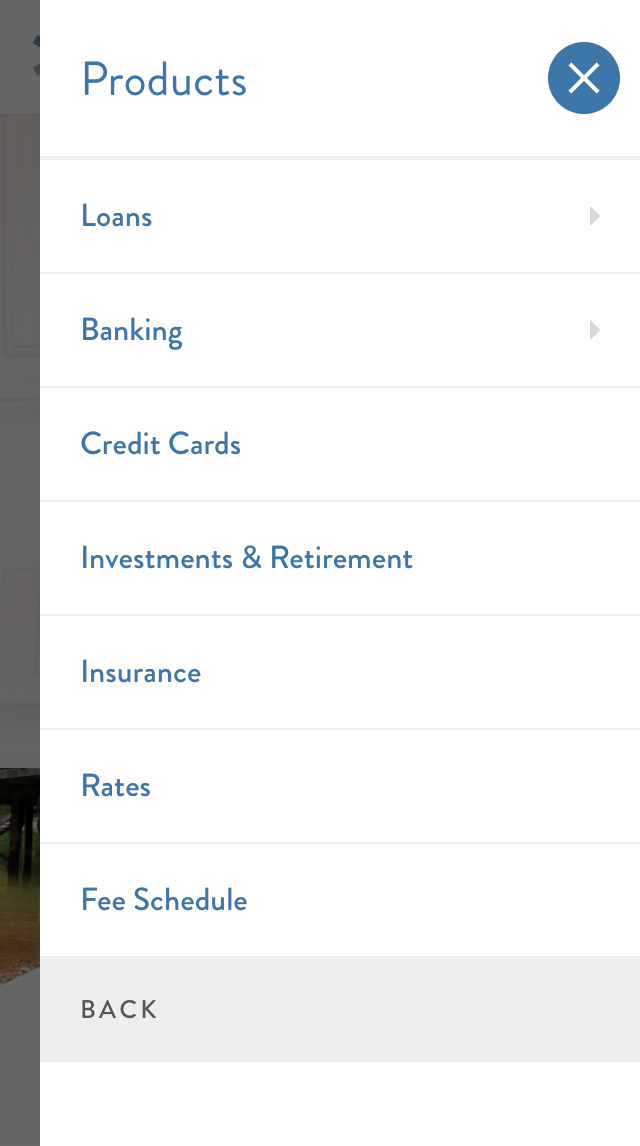 Products
Loans
Banking
Credit Cards
Investments & Retirement
Insurance
Rates
Fee Schedule
BACK